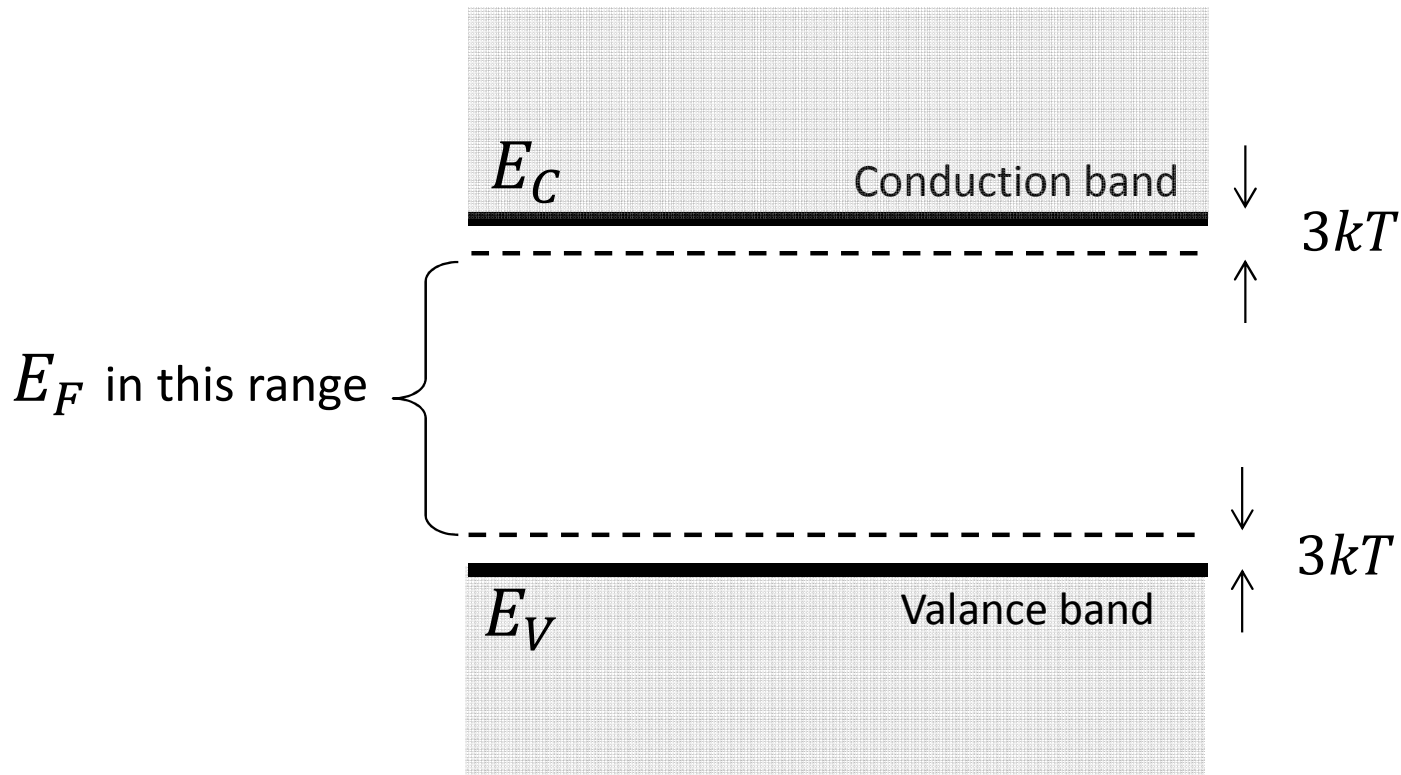 E_C
Conduction band
3kT
E_F in this range
3kT
E_V
Valance band